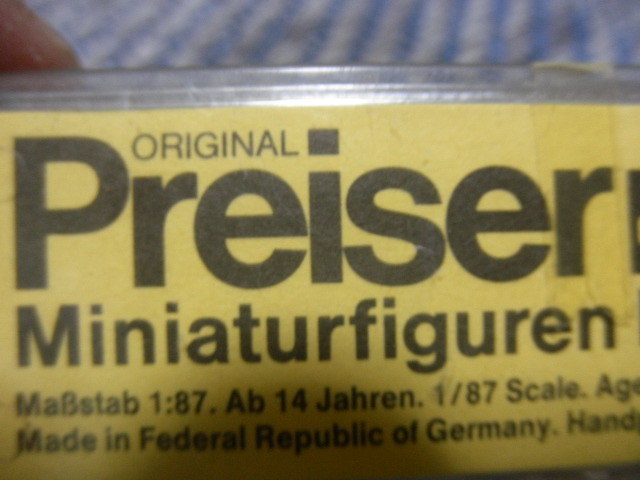 ORIGINAL
Preiser
Miniaturfiguren
Maßstab 1:87. Ab 14 Jahren. 1/87 Scale.
Made in Federal Republic of Germany.